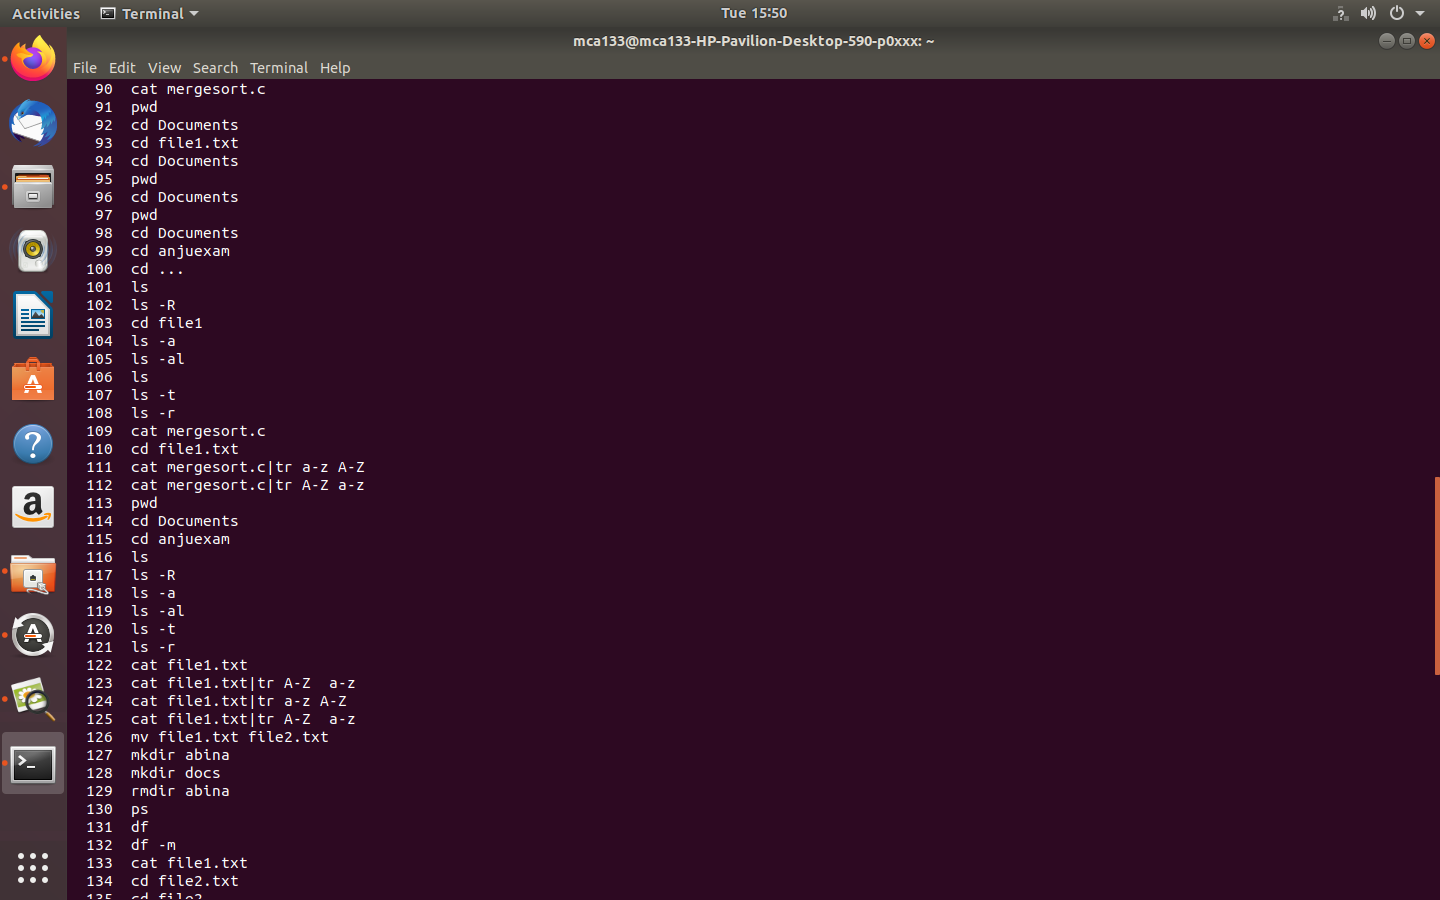 Activities Terminal Tue 15:50
mca133@mca133-HP-Pavilion-Desktop-590-p0xxx: ~
File Edit View Search Terminal Help
90 cat mergesort.c
91 pwd
92 cd Documents
93 cd file1.txt
94 cd Documents
95 pwd
96 cd Documents
97 pwd
98 cd Documents
99 cd anjuexam
100 cd ...
101 ls
102 ls -R
103 cd file1
104 ls -a
105 ls -al
106 ls
107 ls -t
108 ls -r
109 cat mergesort.c
110 cd file1.txt
111 cat mergesort.c|tr a-z A-Z
112 cat mergesort.c|tr A-Z a-z
113 pwd
114 cd Documents
115 cd anjuexam
116 ls
117 ls -R
118 ls -a
119 ls -al
120 ls -t
121 ls -r
122 cat file1.txt
123 cat file1.txt|tr A-Z  a-z
124 cat file1.txt|tr a-z A-Z
125 cat file1.txt|tr A-Z  a-z
126 mv file1.txt file2.txt
127 mkdir abina
128 mkdir docs
129 rmdir abina
130 ps
131 df
132 df -m
133 cat file1.txt
134 cd file2.txt
135 cd file2